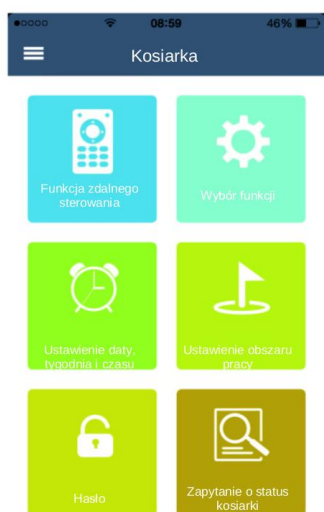 08:59
46%
Kosiarka
Funkcja zdalnego
sterowania
Wybór funkcji
Ustawienie daty,
tygodnia i czasu
Ustawienie obszaru
pracy
Hasło
Zapytanie o status
kosiarki